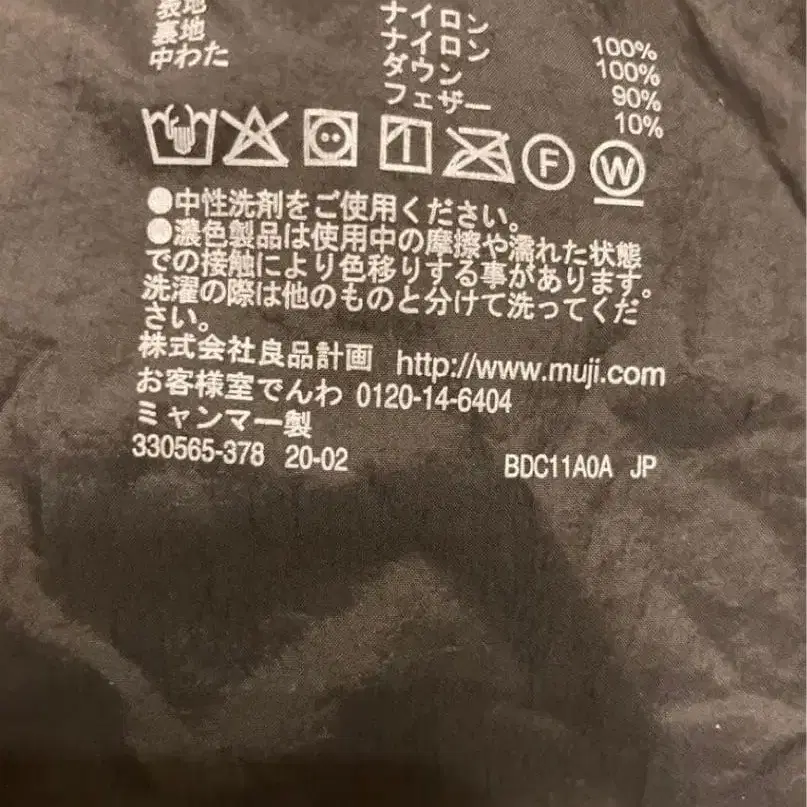 表地 ナイロン 100%
裏地 ナイロン 100%
中わた ダウン 90%
フェザー 10%
F W
●中性洗剤をご使用ください。
●濃色製品は使用中の摩擦や濡れた状態
での接触により色移りする事があります。
洗濯の際は他のものと分けて洗ってくだ
さい。
株式会社良品計画 http://www.muji.com
お客様室でんわ 0120-14-6404
ミャンマー製
330565-378 20-02 BDC11A0A JP